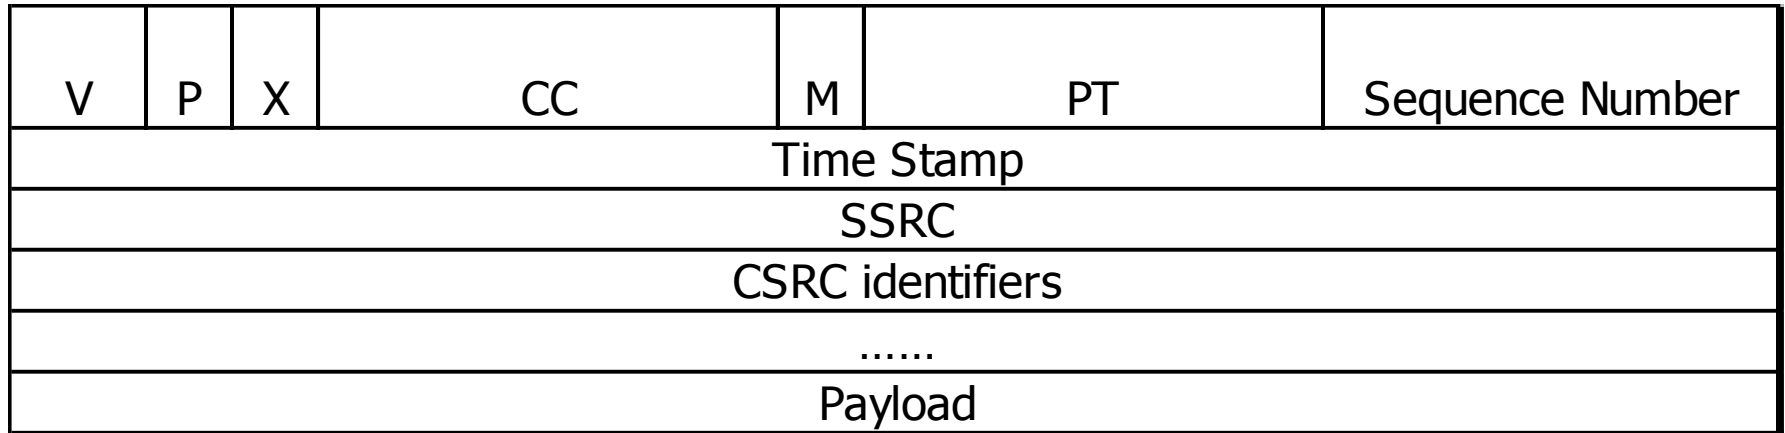 V P X CC M PT Sequence Number
Time Stamp
SSRC
CSRC identifiers
......
Payload